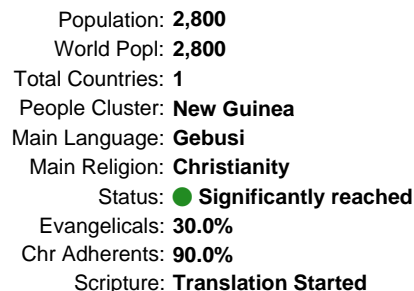 Population: 2,800
World Popl: 2,800
Total Countries: 1
People Cluster: New Guinea
Main Language: Gebusi
Main Religion: Christianity
Status: Significantly reached
Evangelicals: 30.0%
Chr Adherents: 90.0%
Scripture: Translation Started